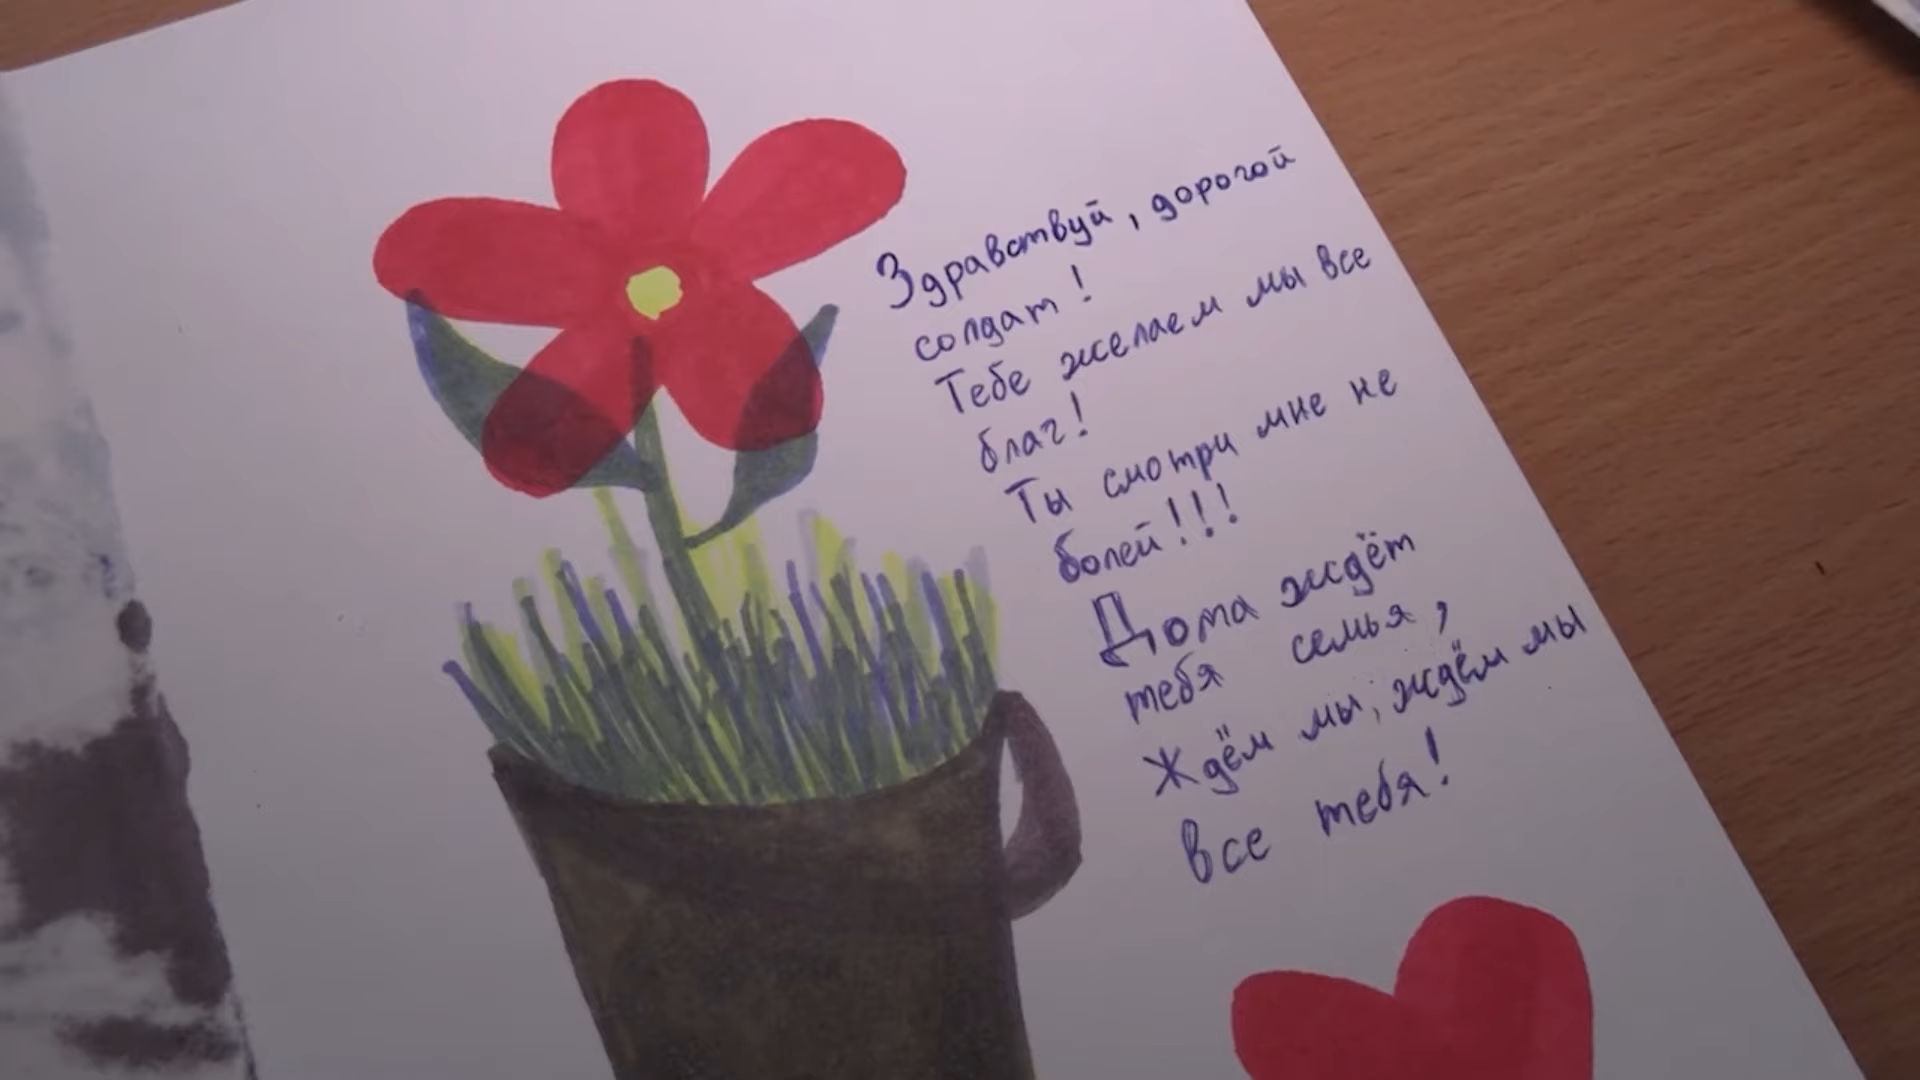 Здравствуй, дорогой
солдат!
Тебе желаем мы все
благ!
Ты смотри мне не
болей!!!
Дома ждёт
тебя семья,
Ждём мы, ждём мы
все тебя!